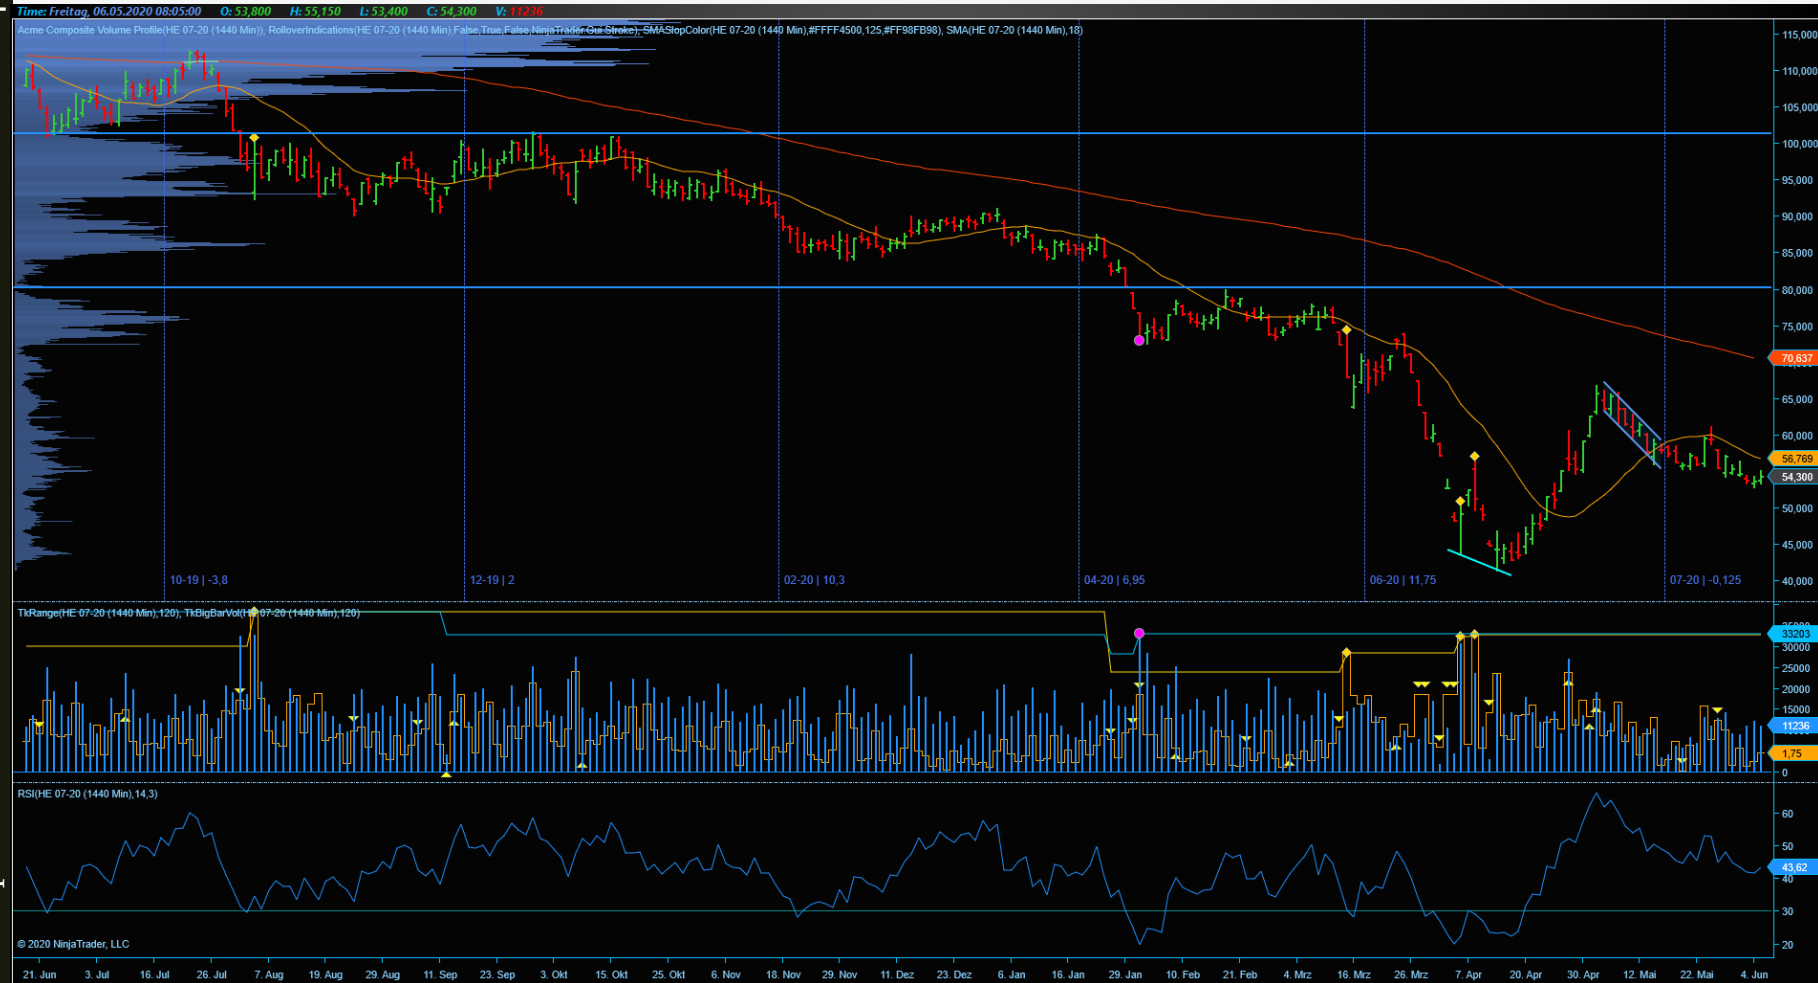 Time: Freitag, 06.05.2020 08:05:00 O: 53,800 H: 55,150 L: 53,400 C: 54,300 V: 11236
Acme Composite Volume Profile(HE 07-20 (1440 Min)), RolloverIndications(HE 07-20 (1440 Min),False,True,False,NinjaTrader.Gui.Stroke), SMASlopColor(HE 07-20 (1440 Min),#FFFF4500,125,#FF98FB98), SMA(HE 07-20 (1440 Min),18)
115,000
110,000
105,000
100,000
95,000
90,000
85,000
80,000
75,000
70,637
65,000
60,000
56,769
54,300
50,000
45,000
40,000
10-19 | -3,8
12-19 | 2
02-20 | 10,3
04-20 | 6,95
06-20 | 11,75
07-20 | -0,125
TkRange(HE 07-20 (1440 Min),120), TkBigBarVol(HE 07-20 (1440 Min),120)
33203
30000
25000
20000
15000
11236
1,75
0
RSI(HE 07-20 (1440 Min),14,3)
60
50
43,62
40
30
20
© 2020 NinjaTrader, LLC
21. Jun 3. Jul 16. Jul 26. Jul 7. Aug 19. Aug 29. Aug 11. Sep 23. Sep 3. Okt 15. Okt 25. Okt 6. Nov 18. Nov 29. Nov 11. Dez 23. Dez 6. Jan 16. Jan 29. Jan 10. Feb 21. Feb 4. Mrz 16. Mrz 26. Mrz 7. Apr 20. Apr 30. Apr 12. Mai 22. Mai 4. Jun